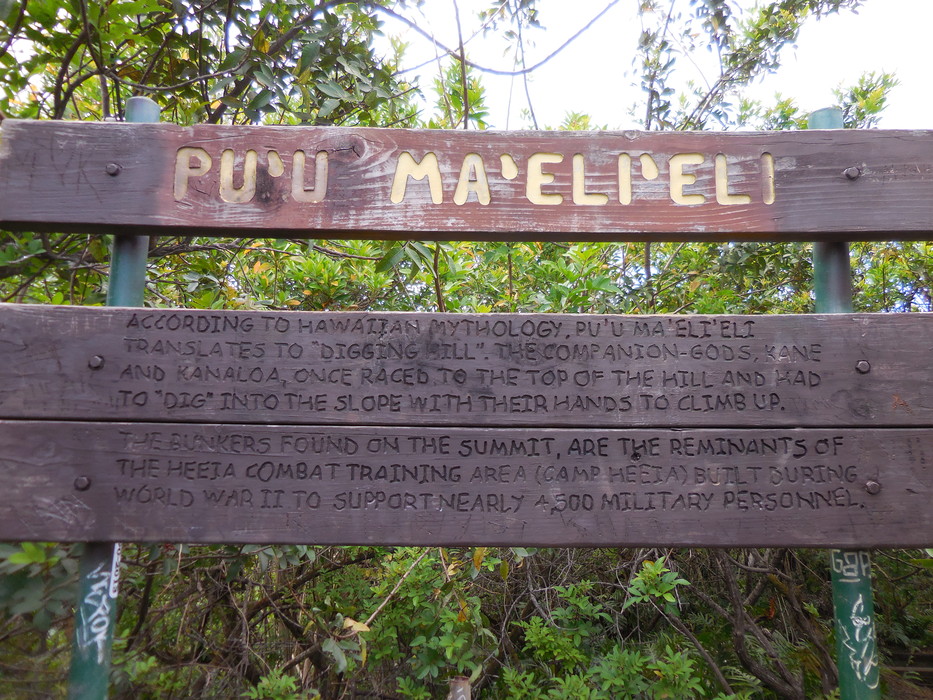 PU'U MA'ELI'ELI
ACCORDING TO HAWAIIAN MYTHOLOGY, PU'U MA'ELI'ELI
TRANSLATES TO "DIGGING HILL". THE COMPANION-GODS, KANE
AND KANALOA, ONCE RACED TO THE TOP OF THE HILL AND HAD
TO "DIG" INTO THE SLOPE WITH THEIR HANDS TO CLIMB UP.
THE BUNKERS FOUND ON THE SUMMIT, ARE THE REMINANTS OF
THE HEEIA COMBAT TRAINING AREA (CAMP HEEIA) BUILT DURING
WORLD WAR II TO SUPPORT NEARLY 4,500 MILITARY PERSONNEL.